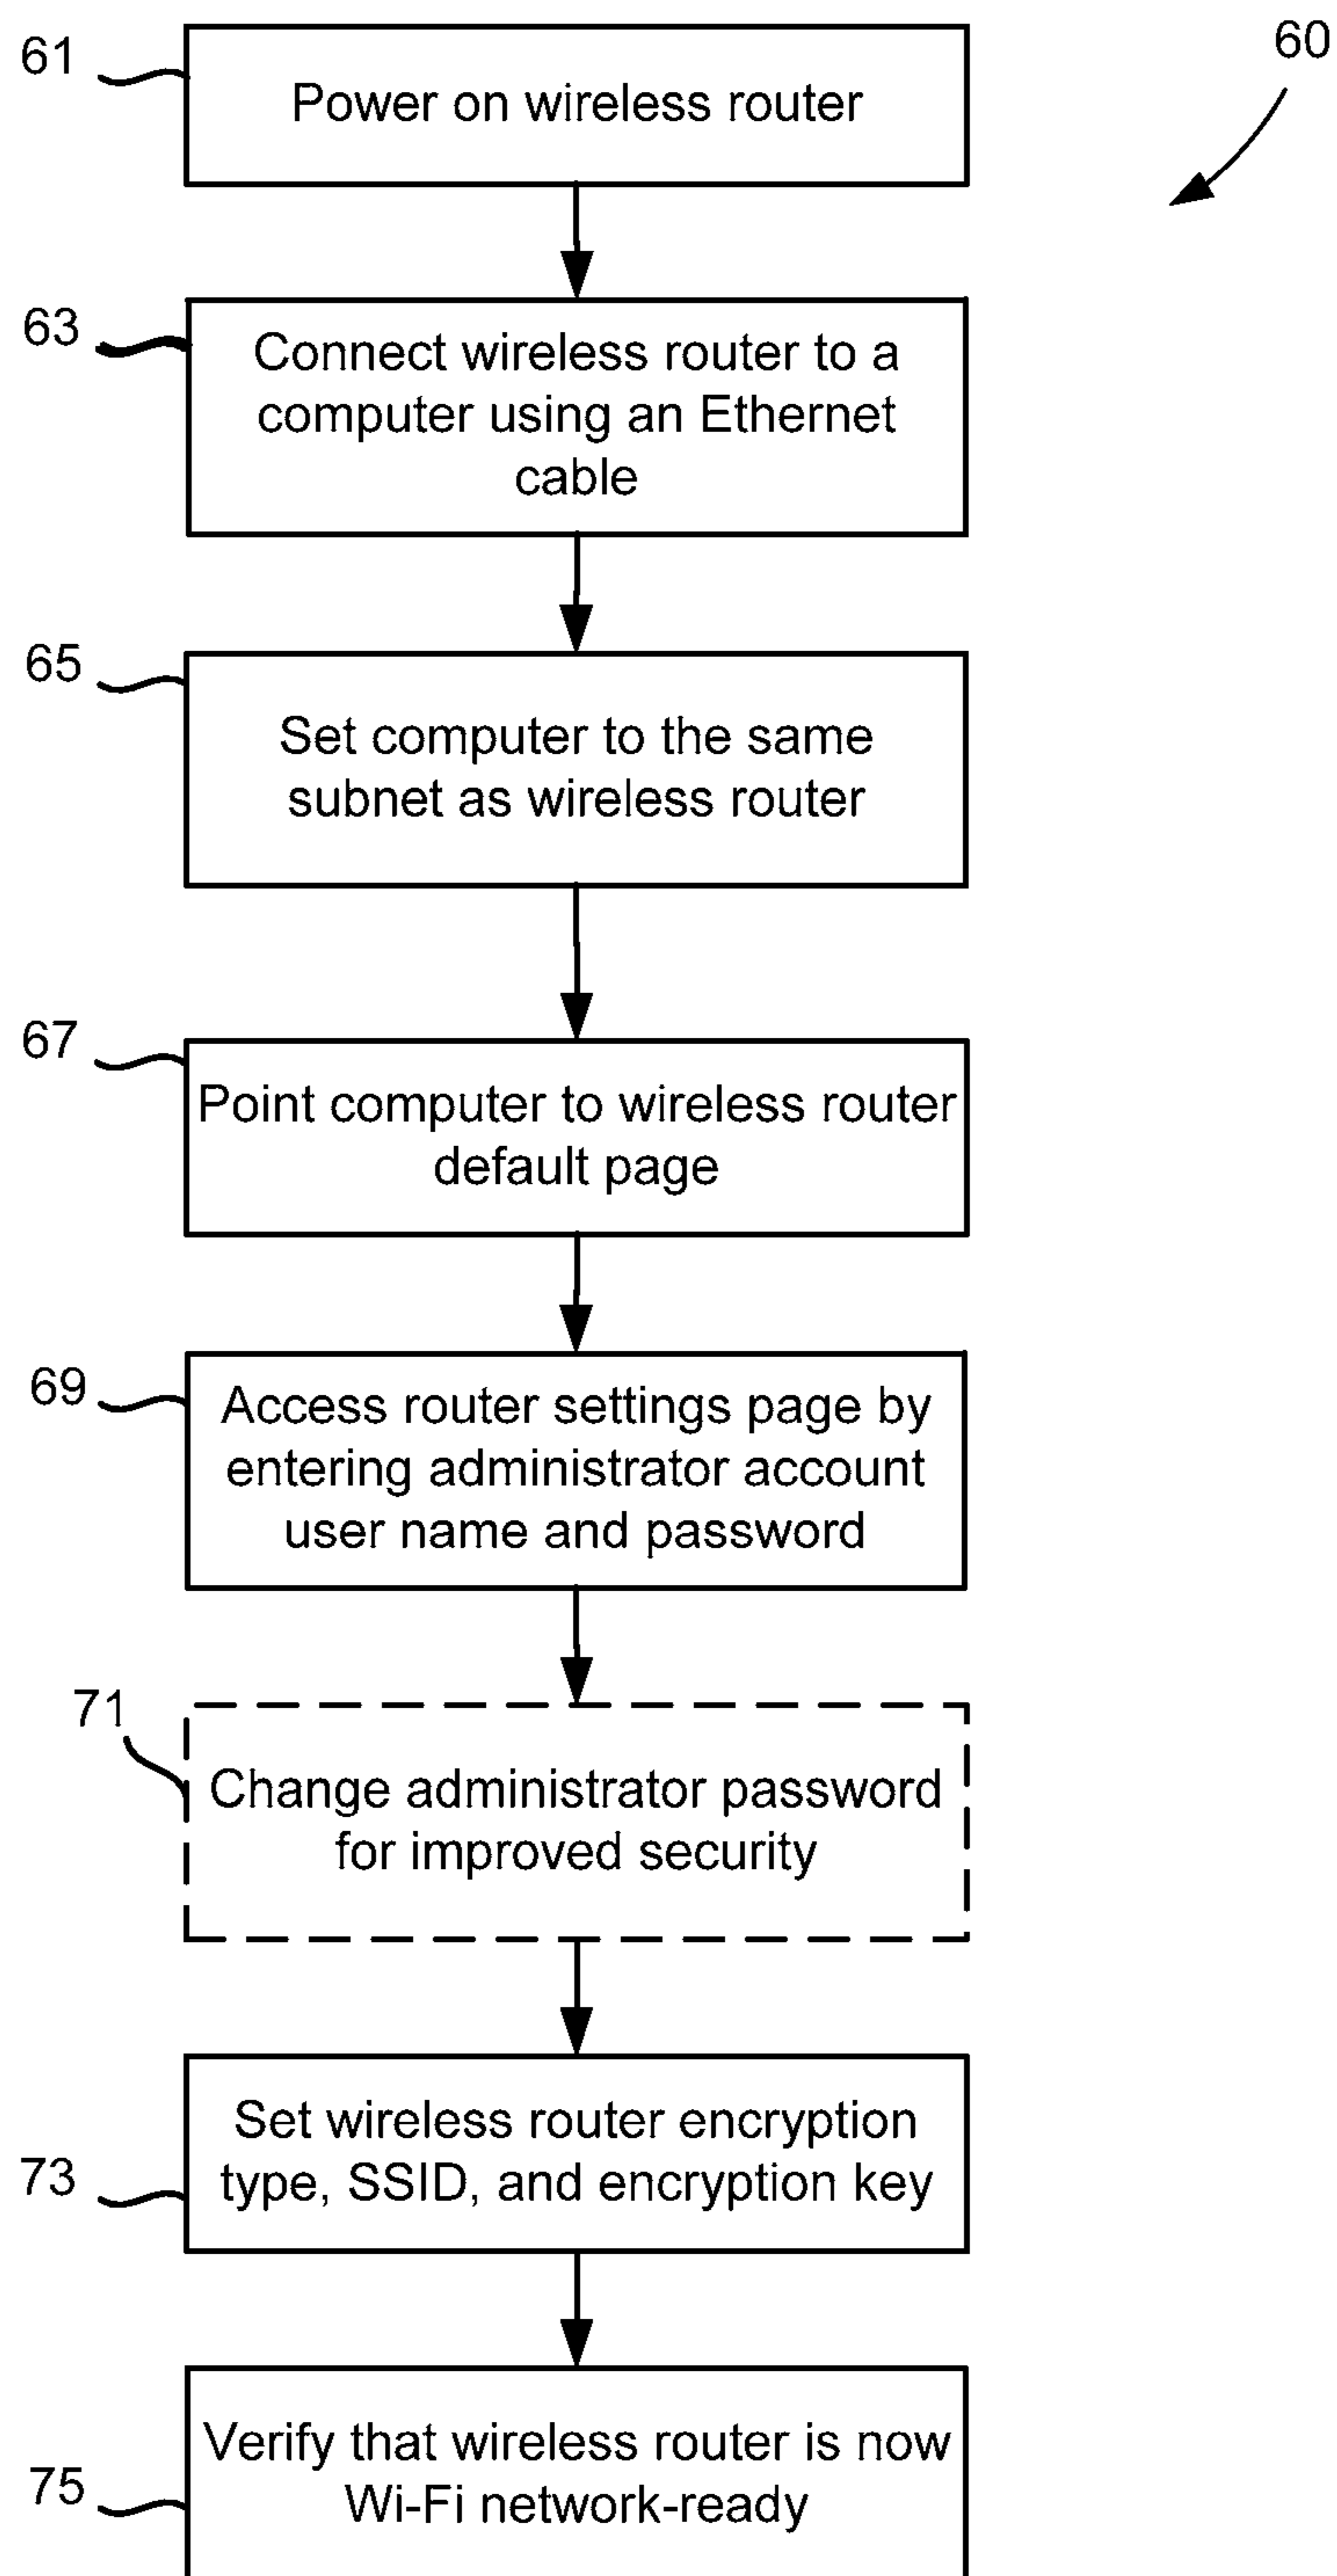 60
61
Power on wireless router
63
Connect wireless router to a
computer using an Ethernet
cable
65
Set computer to the same
subnet as wireless router
67
Point computer to wireless router
default page
69
Access router settings page by
entering administrator account
user name and password
71
Change administrator password
for improved security
73
Set wireless router encryption
type, SSID, and encryption key
75
Verify that wireless router is now
Wi-Fi network-ready